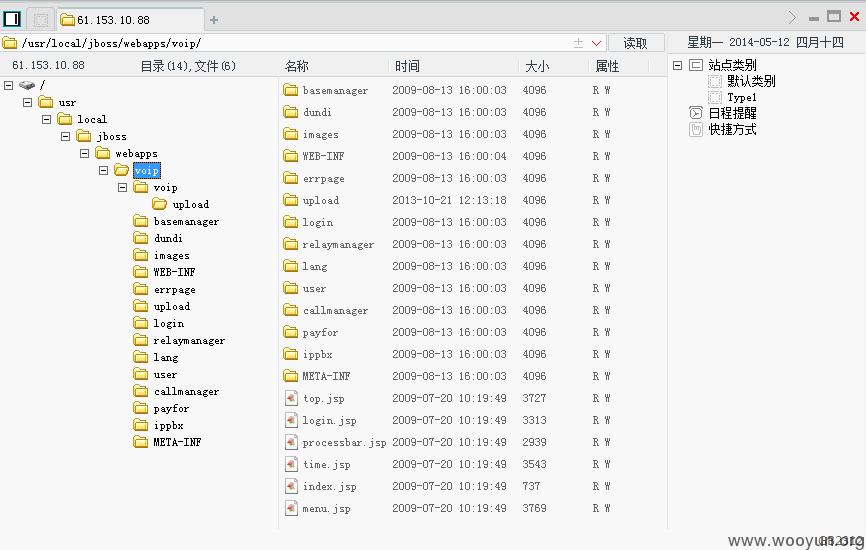 61.153.10.88
/usr/local/jboss/webapps/voip/
读取
星期一 2014-05-12 四月十四
61.153.10.88 目录(14),文件(6)
名称 时间 大小 属性
/
usr
local
jboss
webapps
voip
voip
upload
basemanager
dundi
images
WEB-INF
errpage
upload
login
relaymanager
lang
user
callmanager
payfor
ippbx
META-INF
basemanager 2009-08-13 16:00:03 4096 R W
dundi 2009-08-13 16:00:03 4096 R W
images 2009-08-13 16:00:03 4096 R W
WEB-INF 2009-08-13 16:00:04 4096 R W
errpage 2009-08-13 16:00:03 4096 R W
upload 2013-10-21 12:13:18 4096 R W
login 2009-08-13 16:00:03 4096 R W
relaymanager 2009-08-13 16:00:03 4096 R W
lang 2009-08-13 16:00:03 4096 R W
user 2009-08-13 16:00:03 4096 R W
callmanager 2009-08-13 16:00:03 4096 R W
payfor 2009-08-13 16:00:03 4096 R W
ippbx 2009-08-13 16:00:03 4096 R W
META-INF 2009-08-13 16:00:03 4096 R W
top.jsp 2009-07-20 10:19:49 3727 R W
login.jsp 2009-07-20 10:19:49 3313 R W
processbar.jsp 2009-07-20 10:19:49 2939 R W
time.jsp 2009-07-20 10:19:49 3543 R W
index.jsp 2009-07-20 10:19:49 737 R W
menu.jsp 2009-07-20 10:19:49 3769 R W
站点类别
默认类别
Type1
日程提醒
快捷方式
www.wooyun.org